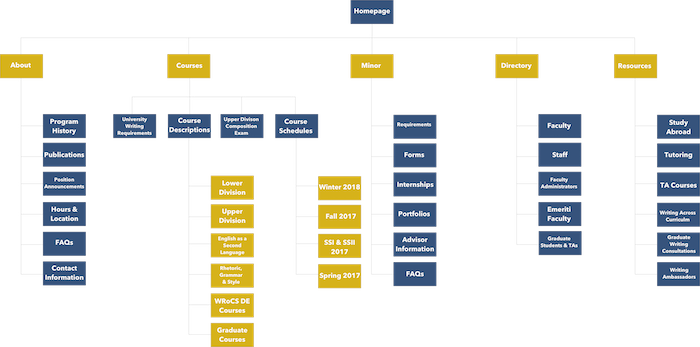 Homepage
About
Courses
Minor
Directory
Resources
Program
History
Publications
Position
Announcements
Hours &
Location
FAQs
Contact
Information
University
Writing
Requirements
Course
Descriptions
Upper Divison
Composition
Exam
Course
Schedules
Lower
Division
Upper
Division
English as a
Second
Language
Rhetoric,
Grammar
& Style
WRoCS DE
Courses
Graduate
Courses
Winter 2018
Fall 2017
SSI & SSII
2017
Spring 2017
Requirements
Forms
Internships
Portfolios
Advisor
Information
FAQs
Faculty
Staff
Faculty
Administrators
Emeriti
Faculty
Graduate
Students & TAs
Study
Abroad
Tutoring
TA Courses
Writing Across
Curriculm
Graduate
Writing
Consultations
Writing
Ambassadors